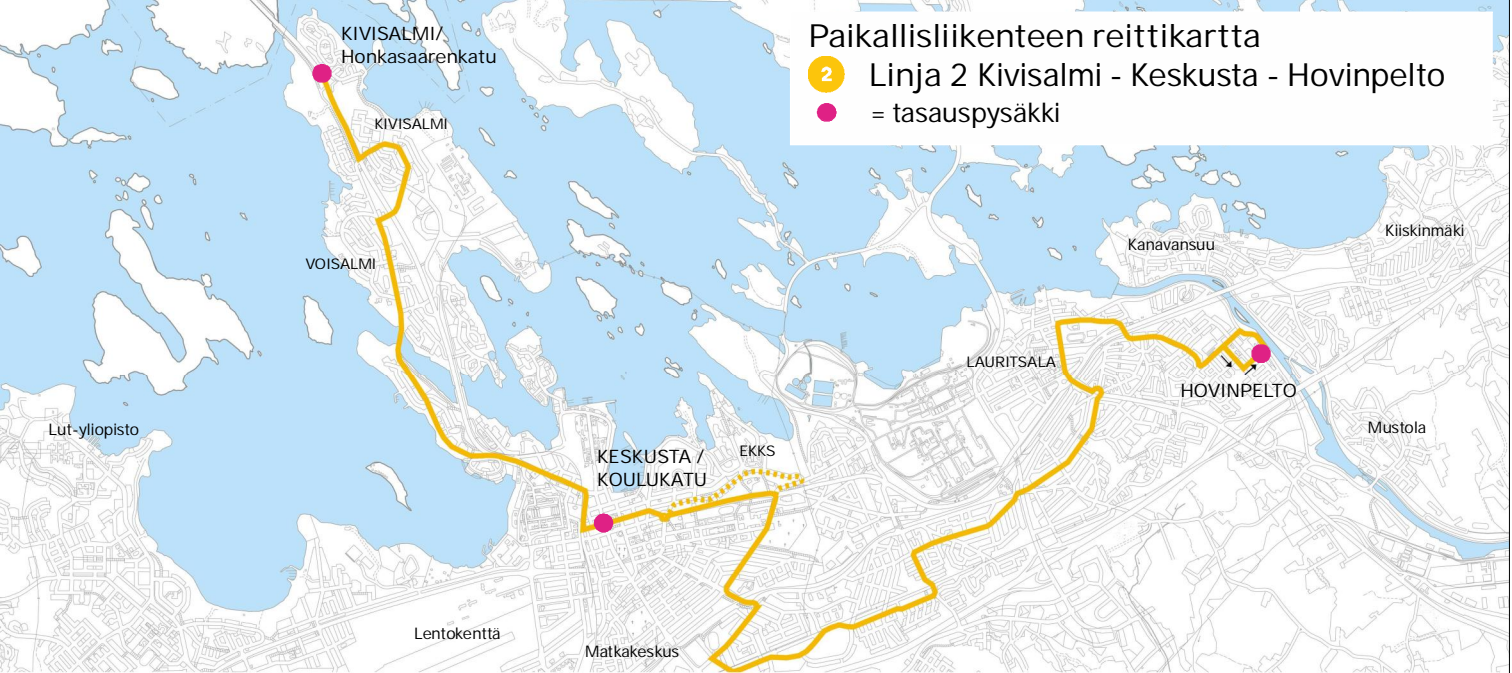 Paikallisliikenteen reittikartta
2 Linja 2 Kivisalmi - Keskusta - Hovinpelto
= tasauspysäkki
KIVISALMI/
Honkasaarenkatu
KIVISALMI
VOISALMI
Kiiskinmäki
Kanavansuu
LAURITSALA
HOVINPELTO
Mustola
Lut-yliopisto
KESKUSTA /
KOULUKATU
EKKS
Lentokenttä
Matkakeskus